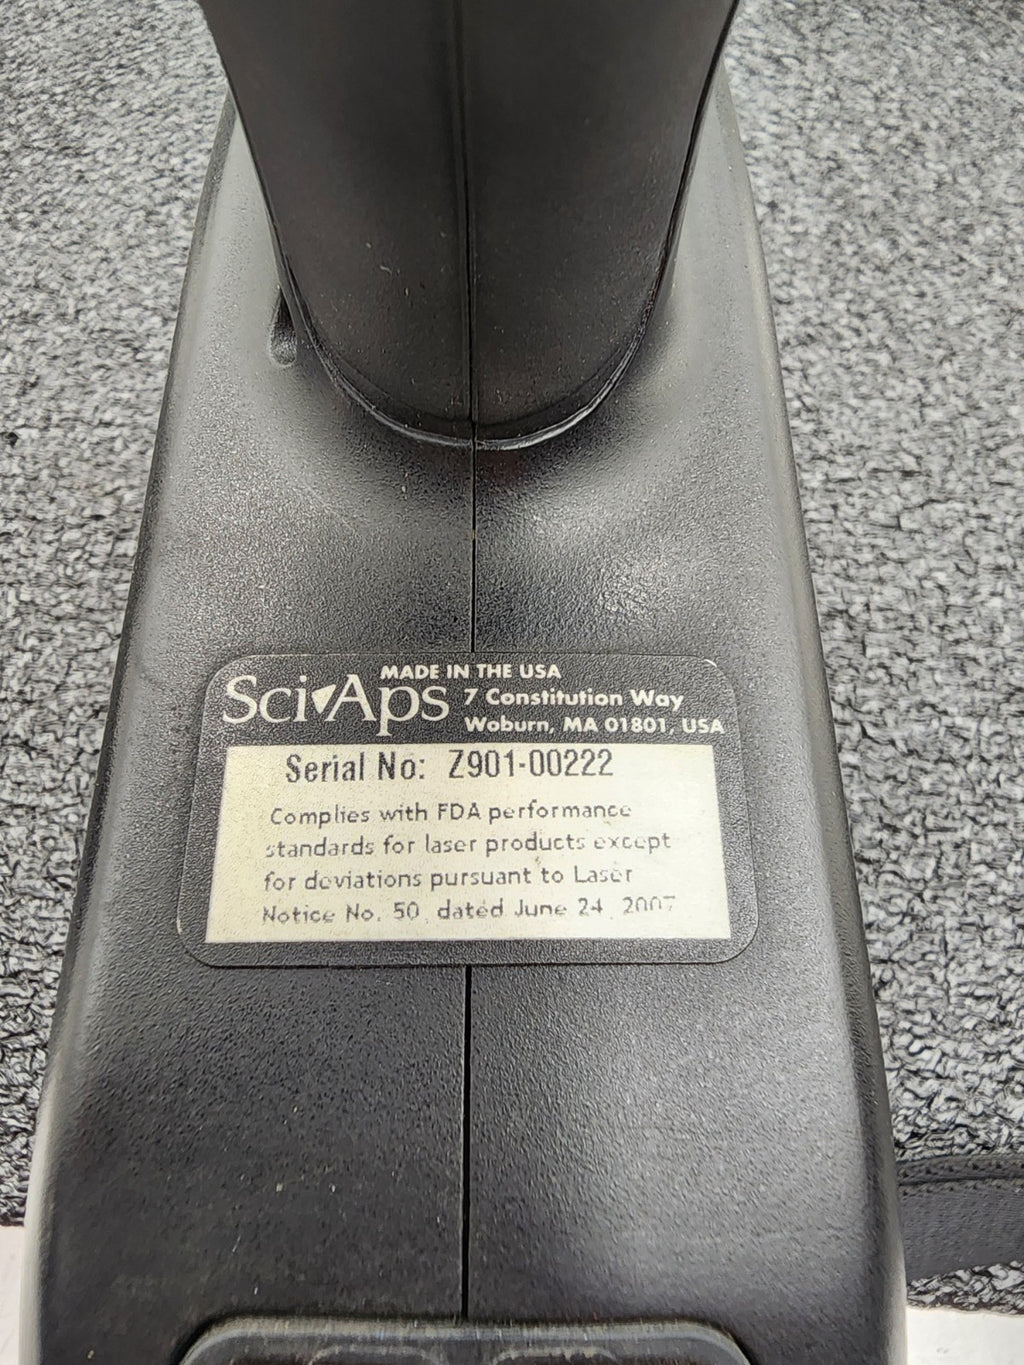 MADE IN THE USA
SciAps
7 Constitution Way
Woburn, MA 01801, USA
Serial No: Z901-00222
Complies with FDA performance
standards for laser products except
for deviations pursuant to Laser
Notice No. 50, dated June 24, 2007